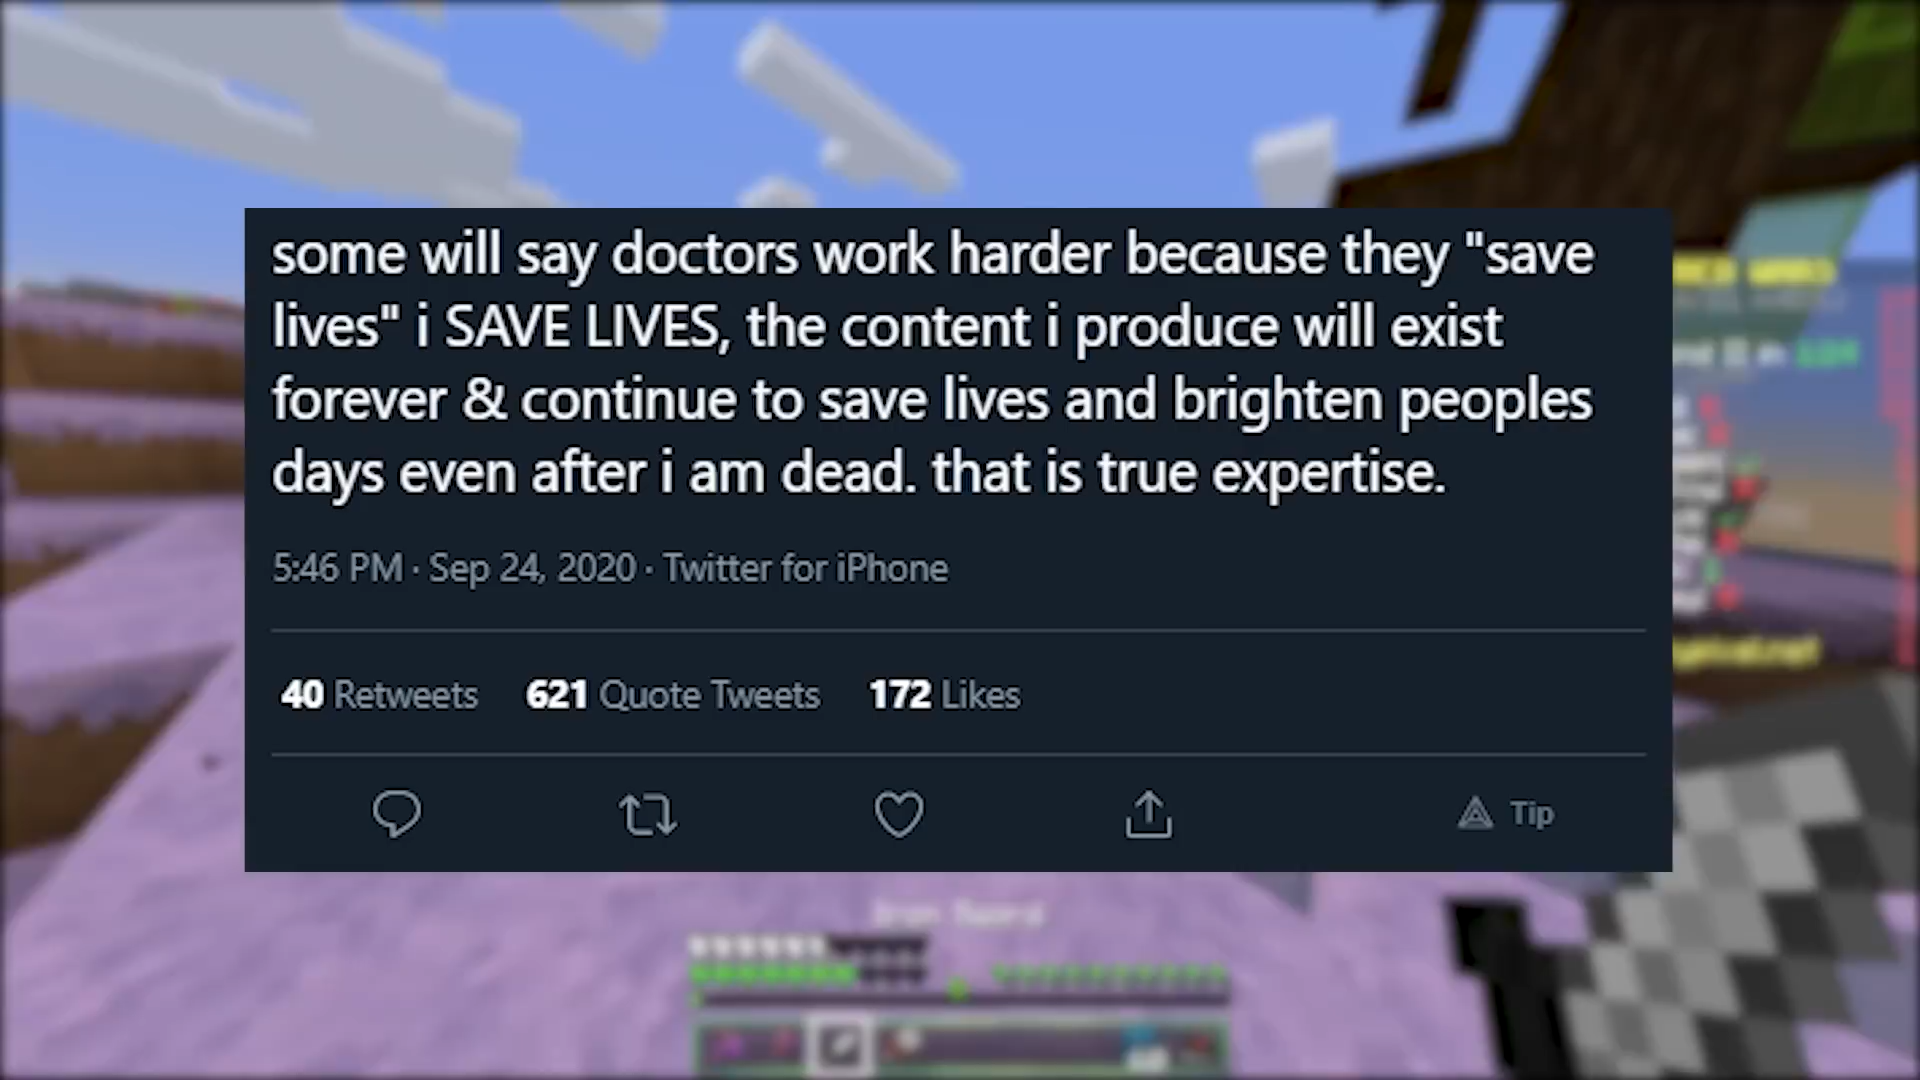 some will say doctors work harder because they "save
lives" i SAVE LIVES, the content i produce will exist
forever & continue to save lives and brighten peoples
days even after i am dead. that is true expertise.
5:46 PM · Sep 24, 2020 · Twitter for iPhone
40 Retweets 621 Quote Tweets 172 Likes
Tip
Iron Sword